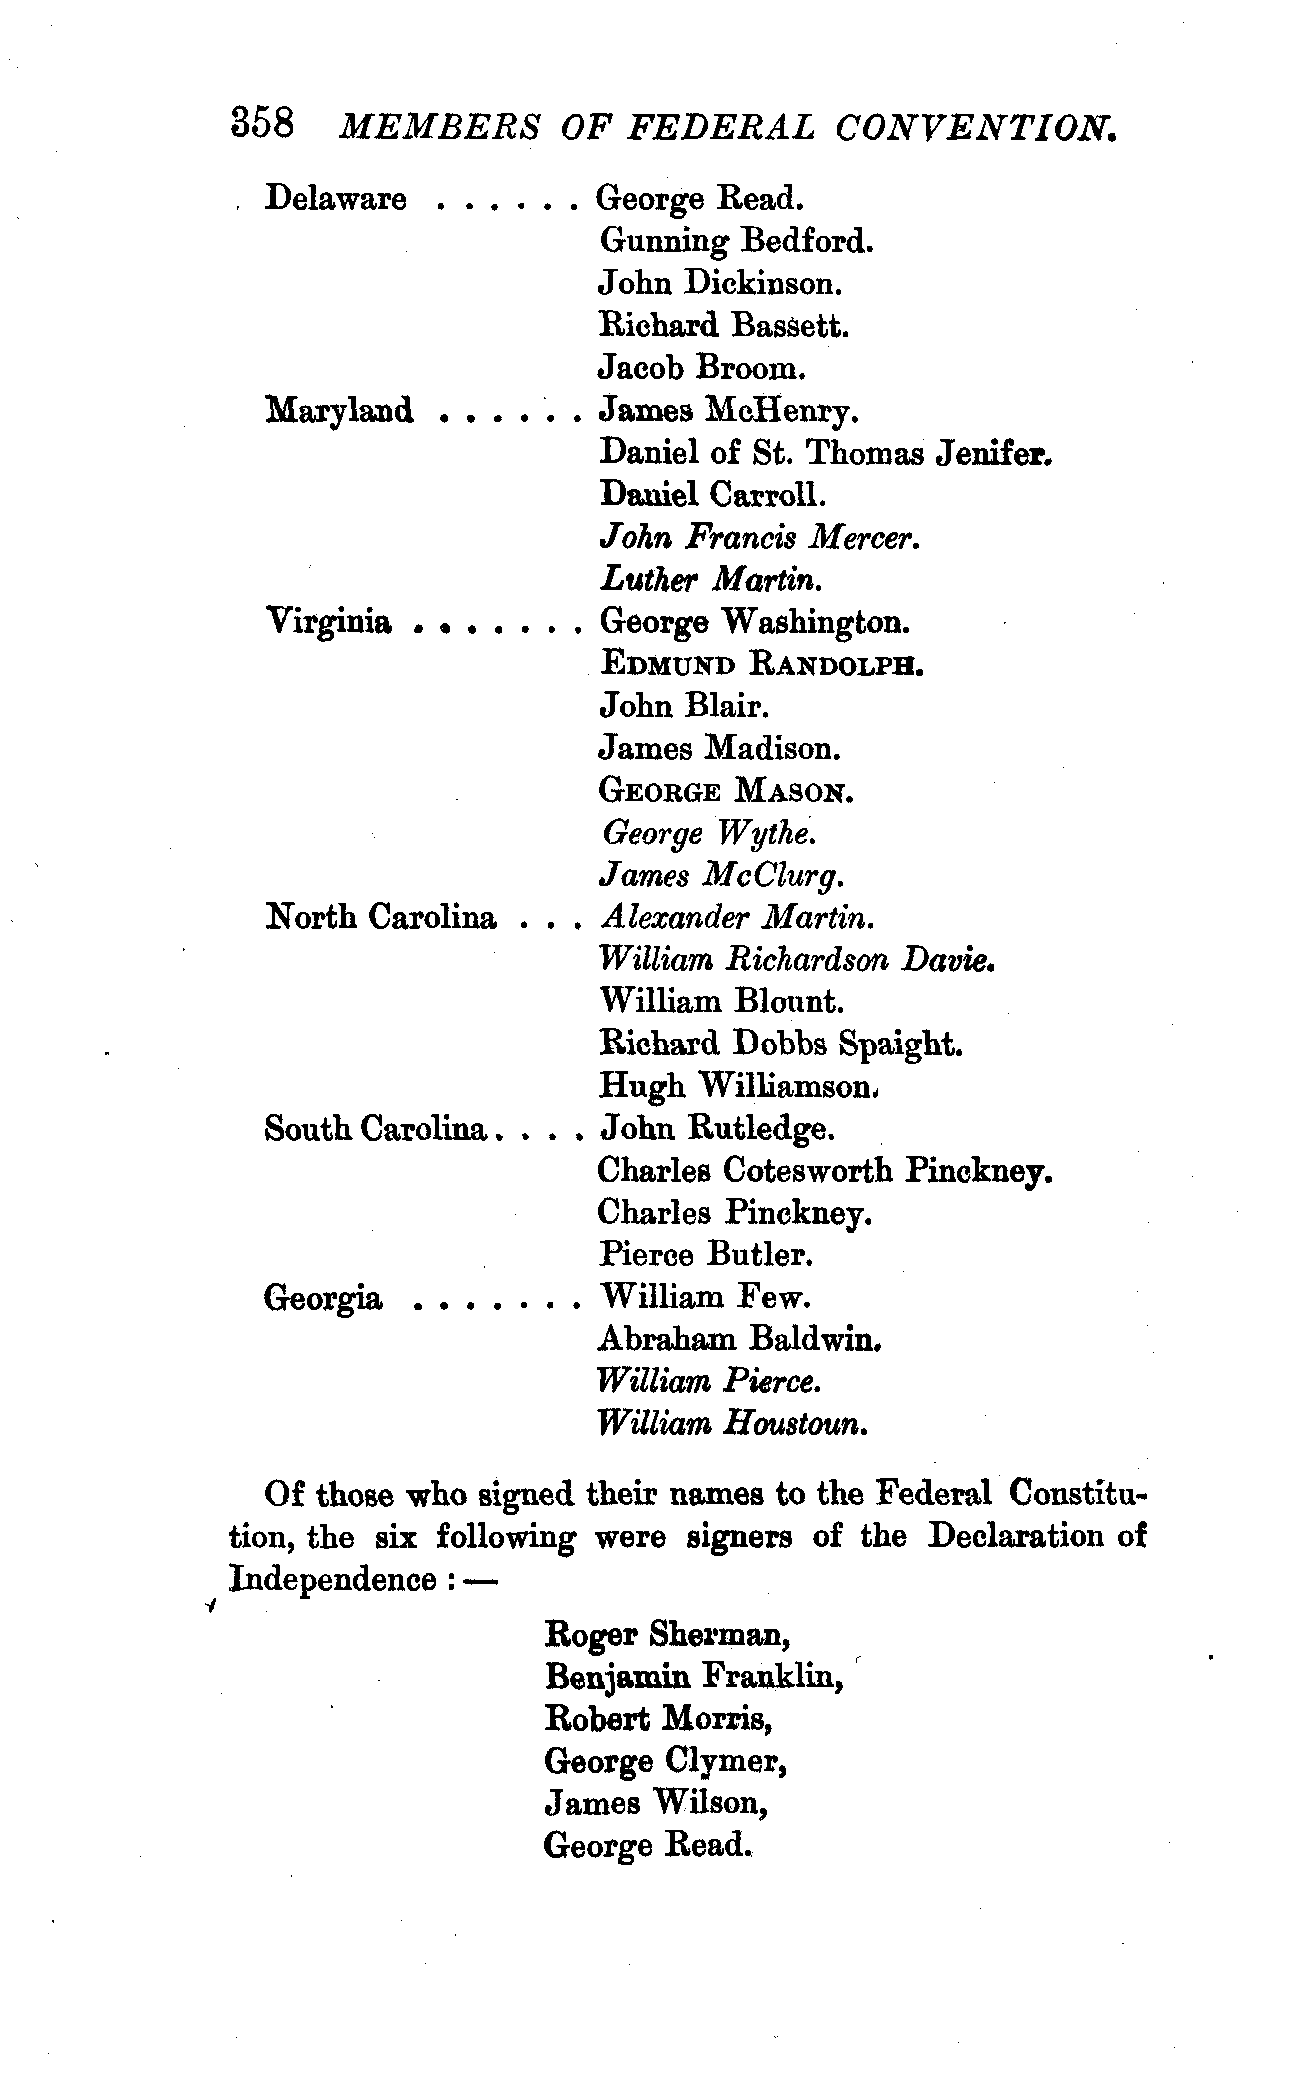 358 MEMBERS OF FEDERAL CONVENTION.
Delaware . . . . . . George Read.
Gunning Bedford.
John Dickinson.
Richard Bassett.
Jacob Broom.
Maryland . . . . . . James McHenry.
Daniel of St. Thomas Jenifer.
Daniel Carroll.
John Francis Mercer.
Luther Martin.
Virginia . . . . . . . George Washington.
EDMUND RANDOLPH.
John Blair.
James Madison.
GEORGE MASON.
George Wythe.
James McClurg.
North Carolina . . . Alexander Martin.
William Richardson Davie.
William Blount.
Richard Dobbs Spaight.
Hugh Williamson.
South Carolina . . . . John Rutledge.
Charles Cotesworth Pinckney.
Charles Pinckney.
Pierce Butler.
Georgia . . . . . . . William Few.
Abraham Baldwin.
William Pierce.
William Houstoun.
Of those who signed their names to the Federal Constitu-
tion, the six following were signers of the Declaration of
Independence : —
Roger Sherman,
Benjamin Franklin,
Robert Morris,
George Clymer,
James Wilson,
George Read.